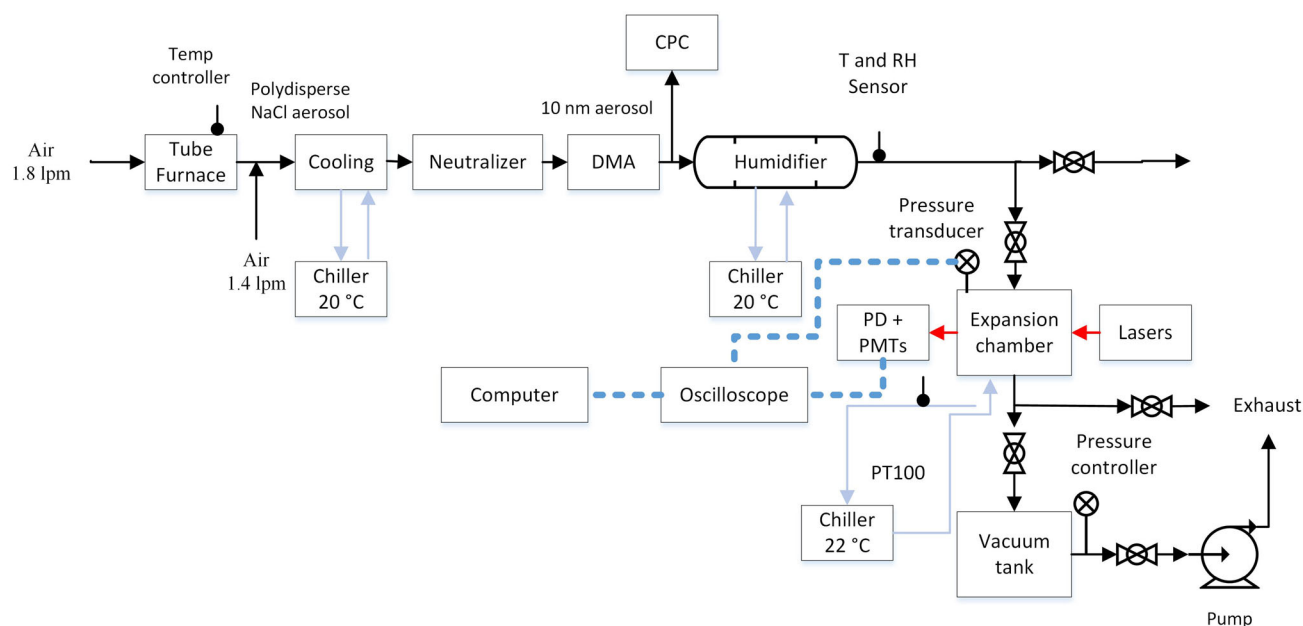 CPC
Temp
controller
T and RH
Sensor
Polydisperse
NaCl aerosol
10 nm aerosol
Air
1.8 lpm
Tube
Furnace
Cooling
Neutralizer
DMA
Humidifier
Pressure
transducer
Air
1.4 lpm
Chiller
20 °C
Chiller
20 °C
PD +
PMTs
Expansion
chamber
Lasers
Computer
Oscilloscope
Exhaust
Pressure
controller
PT100
Chiller
22 °C
Vacuum
tank
Pump